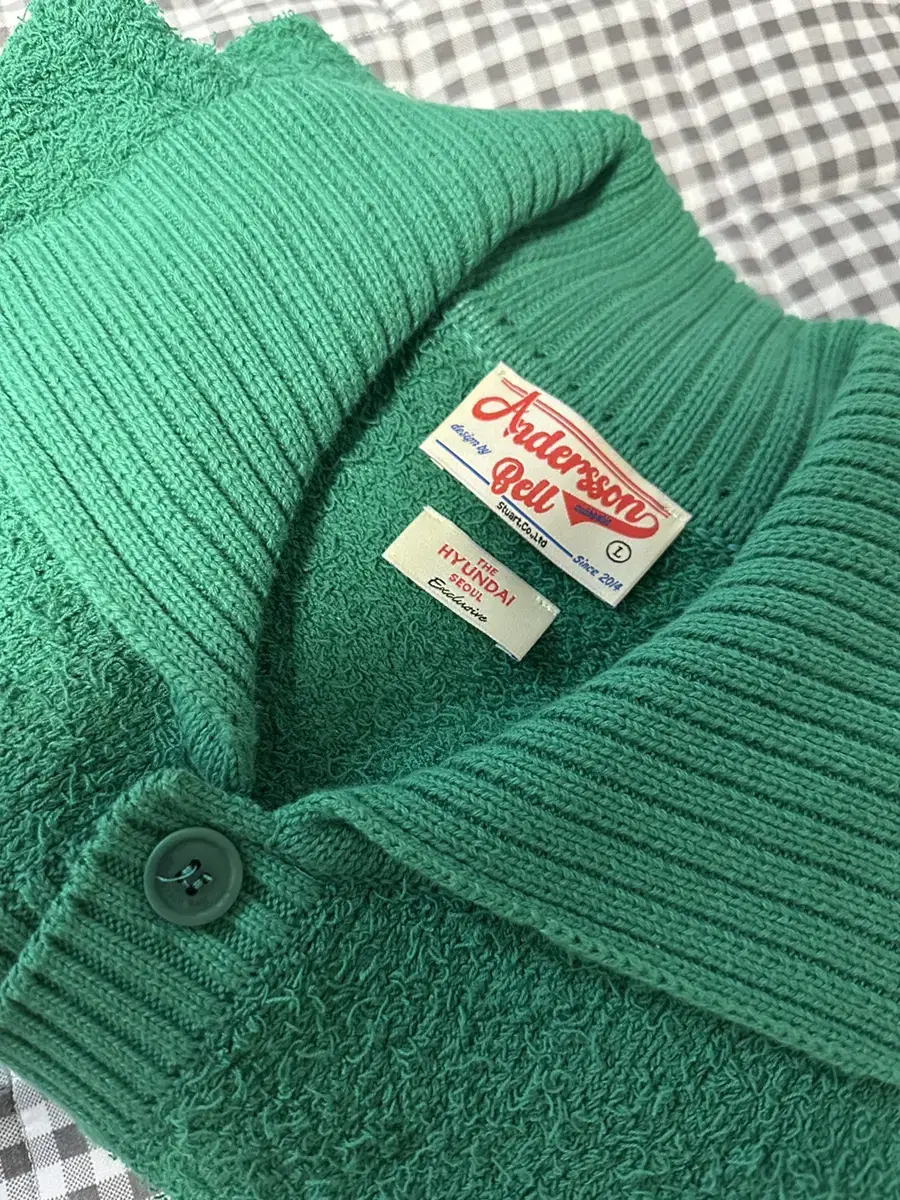 Andersson
design by
Bell
Stuart.Co.,Ltd
L
Since 2014
THE
HYUNDAI
SEOUL
Exclusive